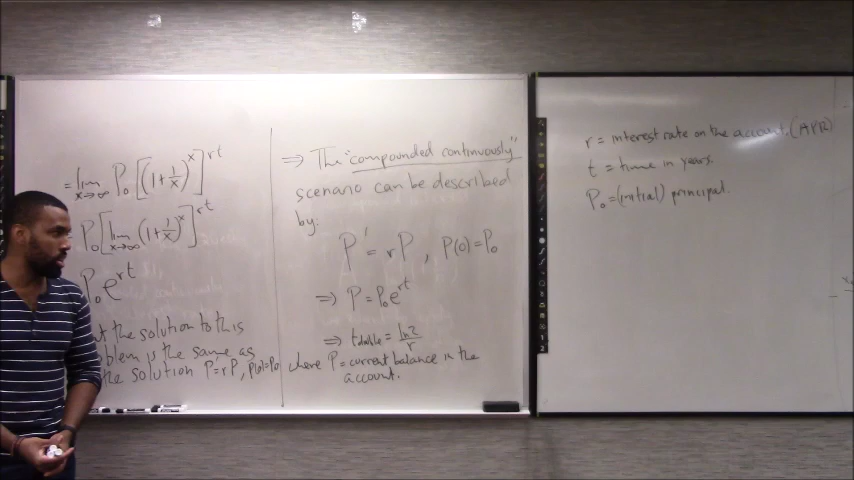 = lim x→∞ P₀[(1+1/x)^x]^rt
P₀[lim x→∞ (1+1/x)^x]^rt
P₀e^rt
the solution to this
is the same as
the solution P'=rP, P(0)=P₀
⇒ The "compounded continuously"
scenario can be described
by:
P' = rP, P(0)=P₀
⇒ P = P₀e^rt
⇒ tdouble = ln2/r
where P = current balance in the
account.
r = interest rate on the account. (APR)
t = time in years.
P₀ = (initial) principal.